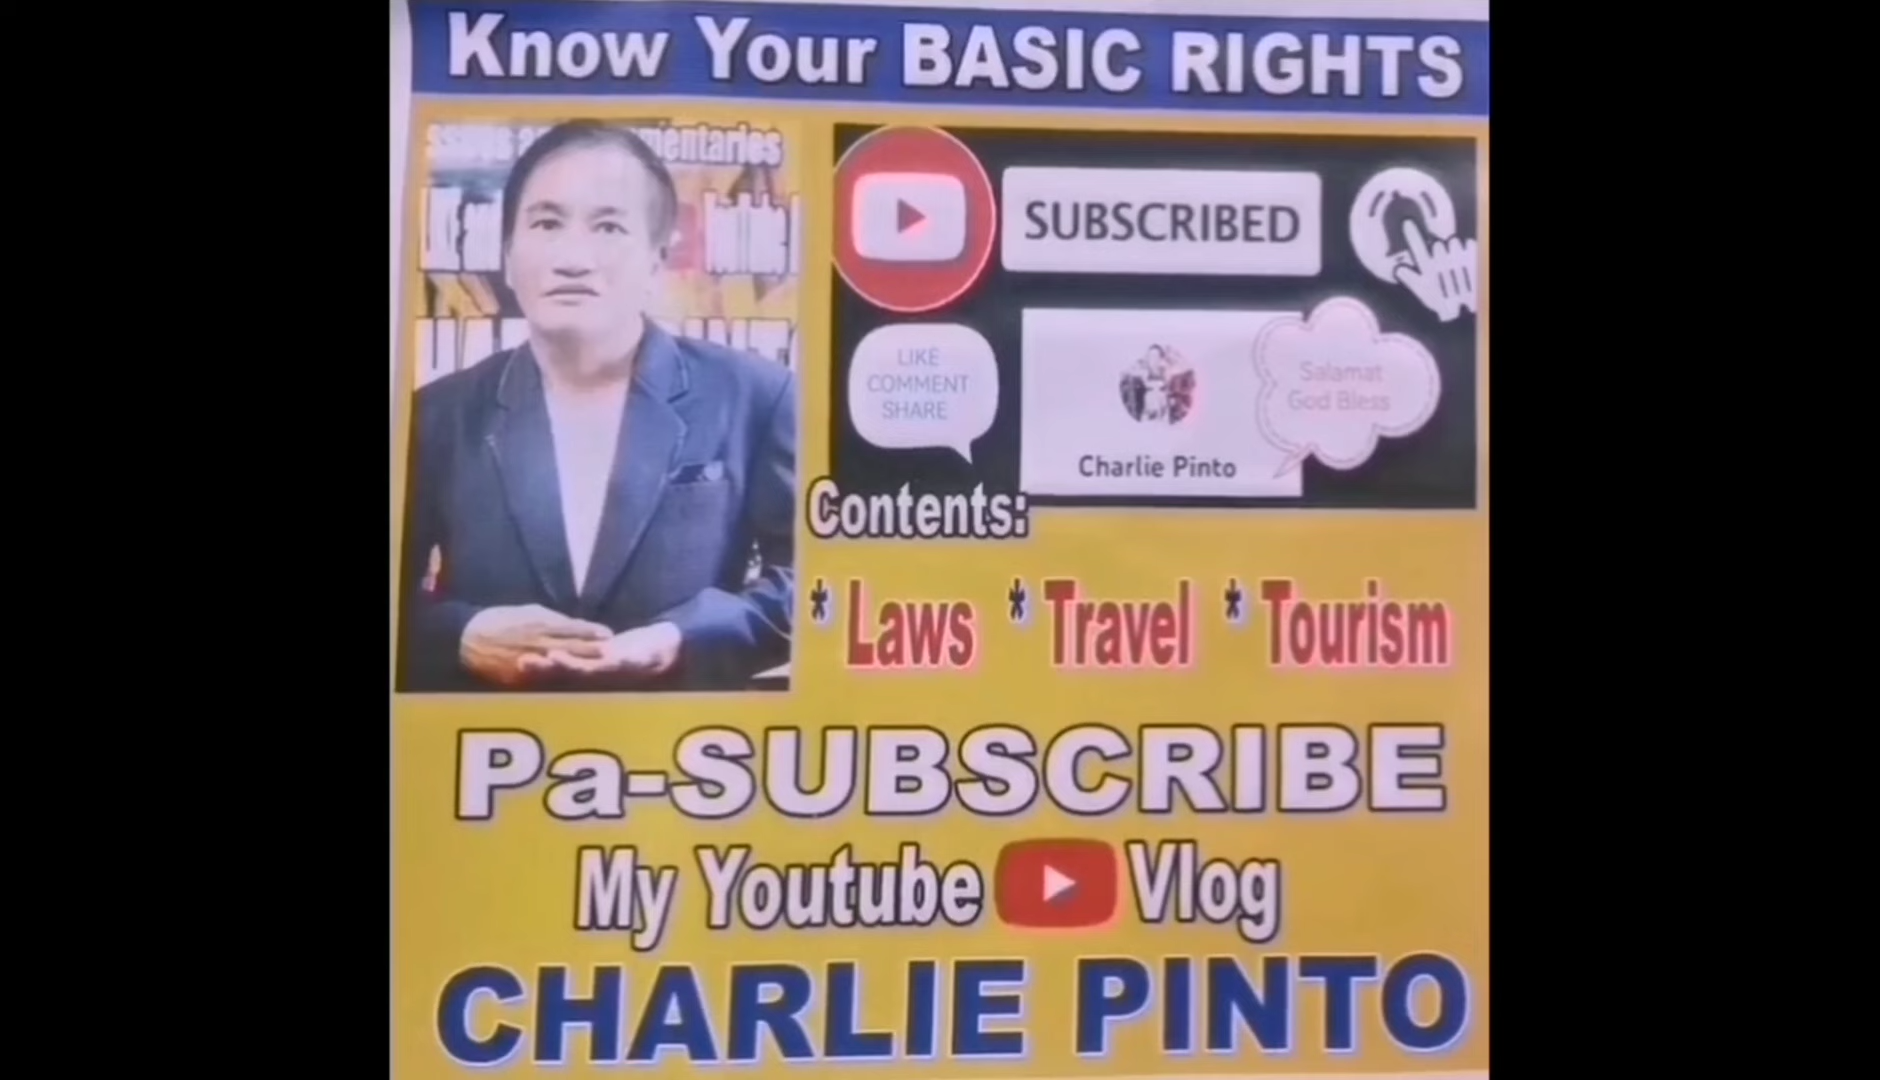 Know Your BASIC RIGHTS
SUBSCRIBED
LIKE
COMMENT
SHARE
Salamat
God Bless
Charlie Pinto
Contents:
* Laws * Travel * Tourism
Pa-SUBSCRIBE
My Youtube Vlog
CHARLIE PINTO